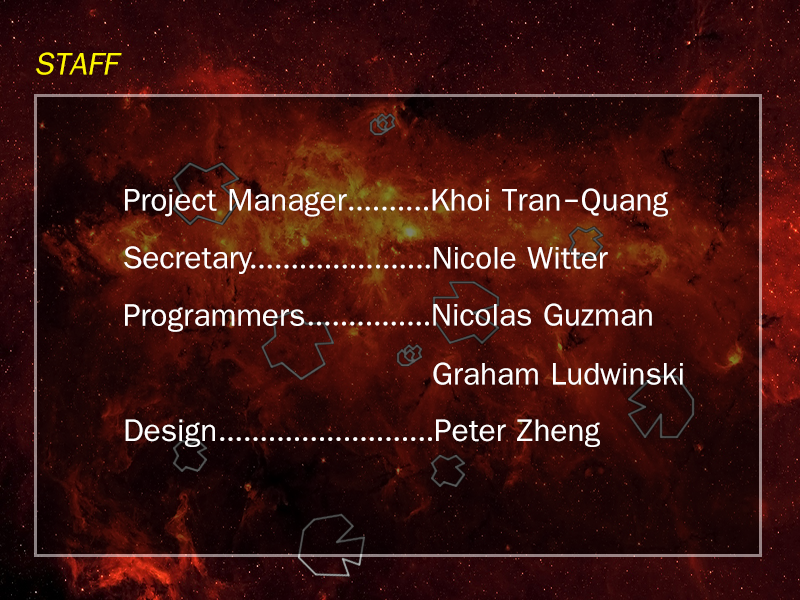 STAFF
Project Manager..........Khoi Tran-Quang
Secretary......................Nicole Witter
Programmers...............Nicolas Guzman
Graham Ludwinski
Design..........................Peter Zheng